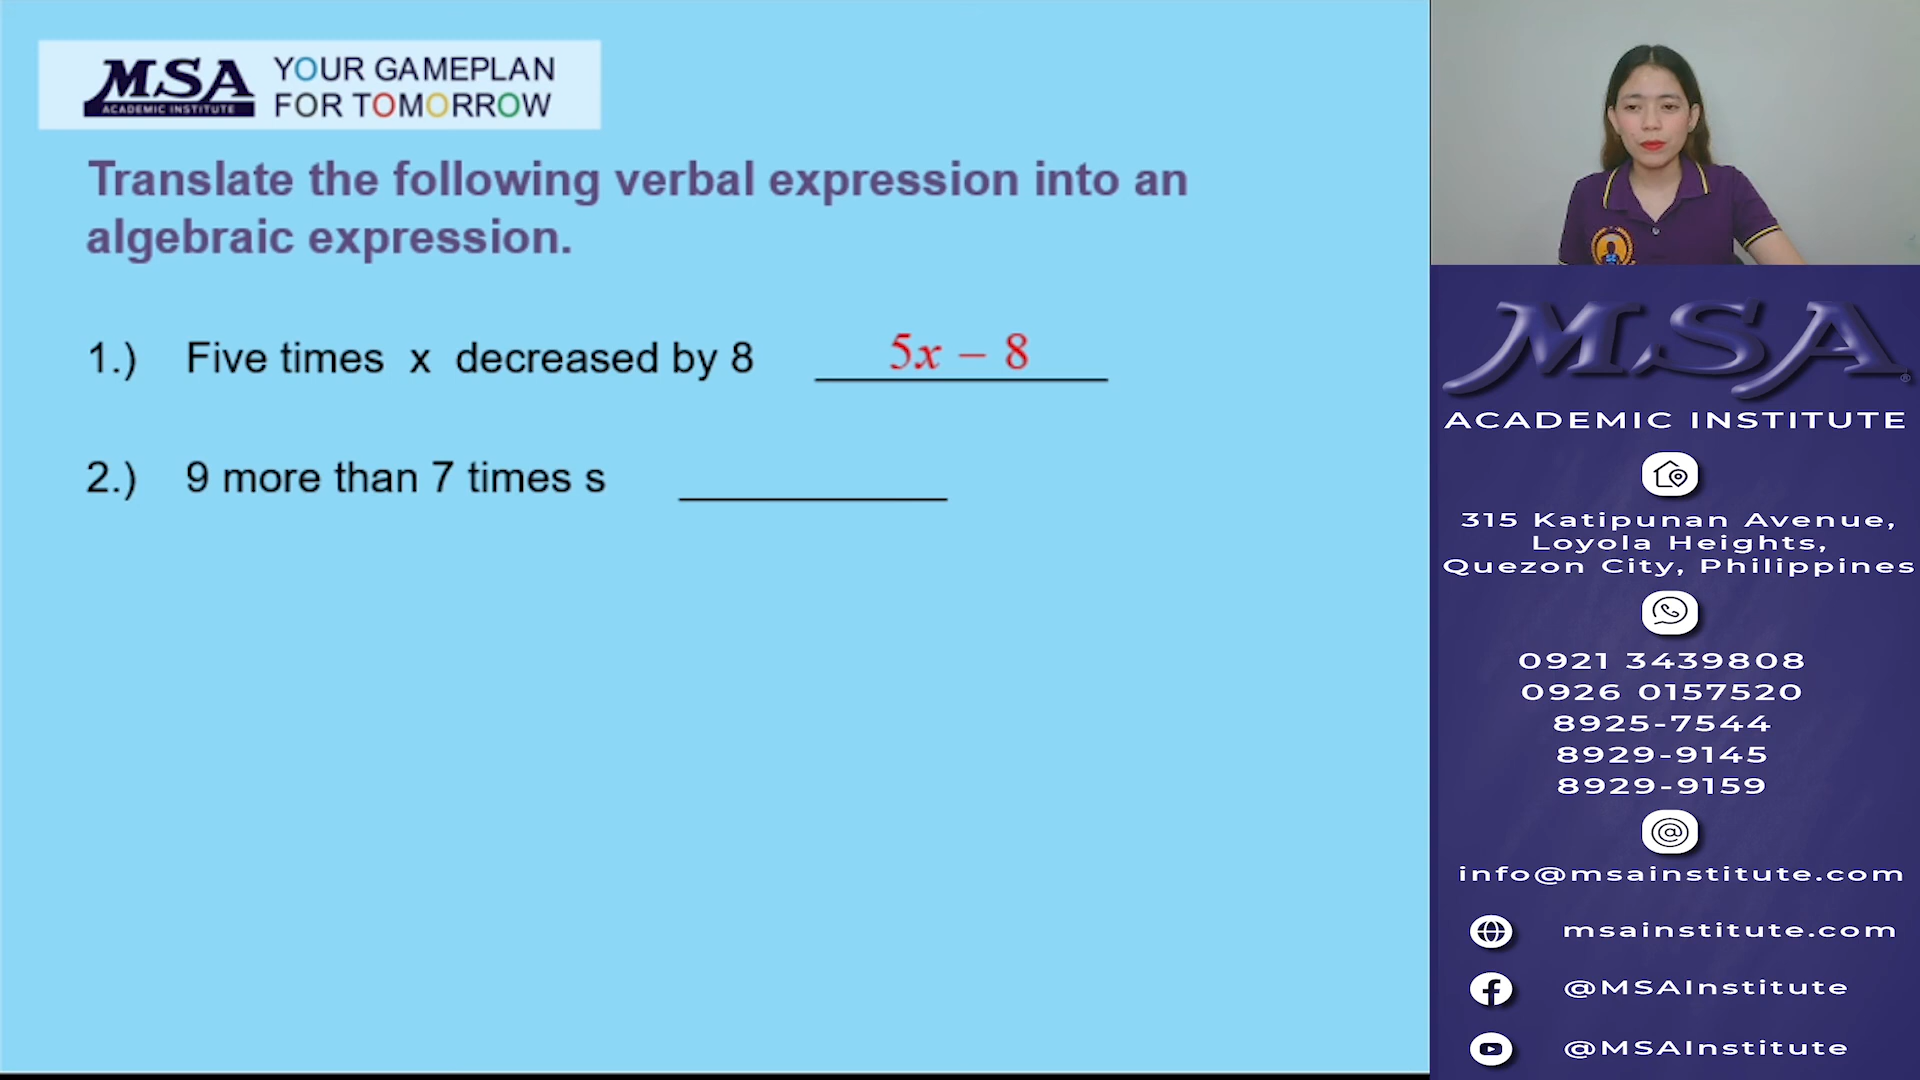 MSA
ACADEMIC INSTITUTE
YOUR GAMEPLAN
FOR TOMORROW
Translate the following verbal expression into an
algebraic expression.
1.) Five times x decreased by 8 5x – 8
2.) 9 more than 7 times s
MSA
ACADEMIC INSTITUTE
315 Katipunan Avenue,
Loyola Heights,
Quezon City, Philippines
0921 3439808
0926 0157520
8925-7544
8929-9145
8929-9159
info@msainstitute.com
msainstitute.com
@MSAInstitute
@MSAInstitute